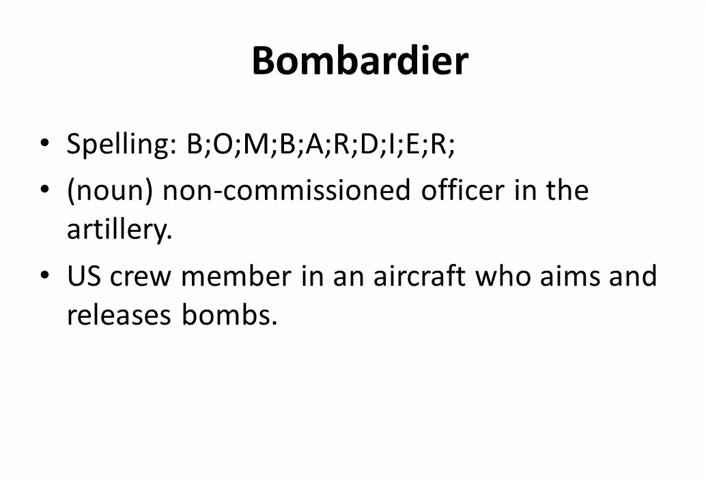 Bombardier
• Spelling: B;O;M;B;A;R;D;I;E;R;
• (noun) non-commissioned officer in the
artillery.
• US crew member in an aircraft who aims and
releases bombs.